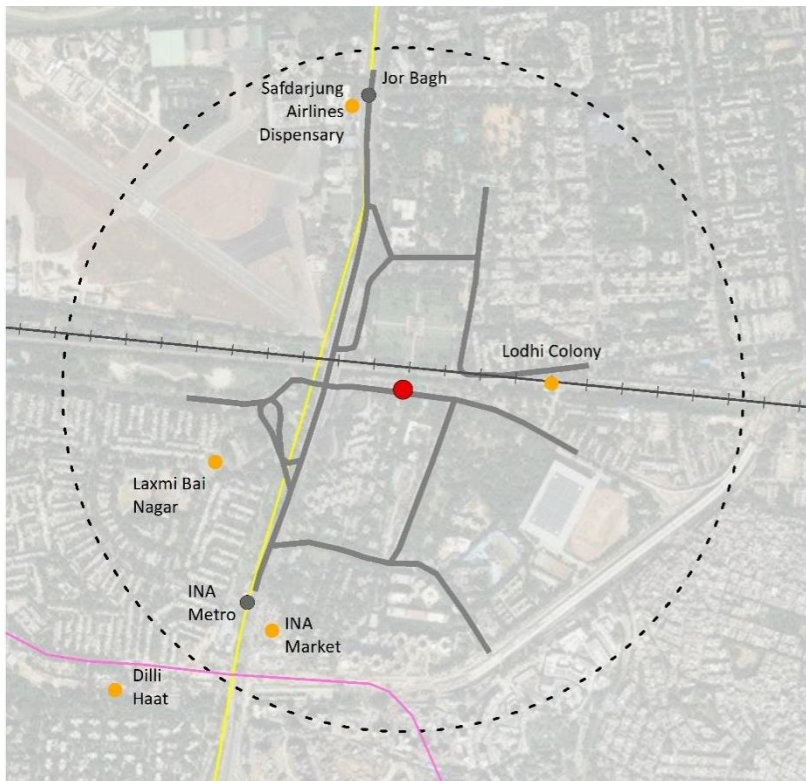 Jor Bagh
Safdarjung
Airlines
Dispensary
Lodhi Colony
Laxmi Bai
Nagar
INA
Metro
INA
Market
Dilli
Haat